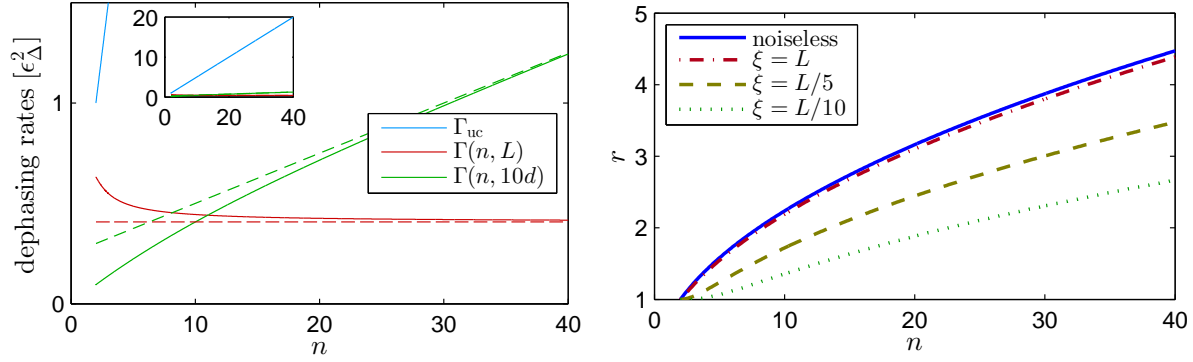 dephasing rates [ϵ²_Δ]
1
0
0
10
20
30
40
n
20
10
0
0
20
40
Γ_uc
Γ(n, L)
Γ(n, 10d)
r
5
4
3
2
1
0
10
20
30
40
n
noiseless
ξ = L
ξ = L/5
ξ = L/10